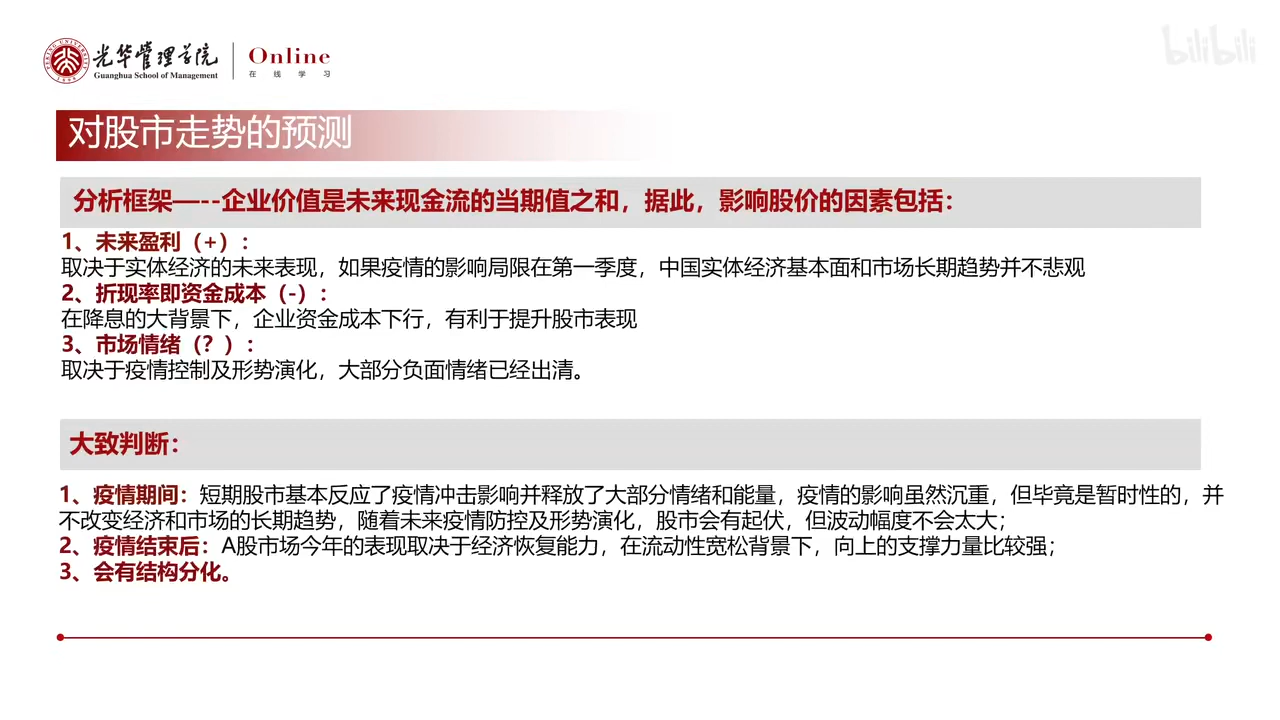 光华管理学院
Guanghua School of Management
Online
在线学习
bilibili
PEKING UNIVERSITY
1898
对股市走势的预测
分析框架—--企业价值是未来现金流的当期值之和，据此，影响股价的因素包括：
1、未来盈利（+）：
取决于实体经济的未来表现，如果疫情的影响局限在第一季度，中国实体经济基本面和市场长期趋势并不悲观
2、折现率即资金成本（-）：
在降息的大背景下，企业资金成本下行，有利于提升股市表现
3、市场情绪（？）：
取决于疫情控制及形势演化，大部分负面情绪已经出清。
大致判断：
1、疫情期间：短期股市基本反应了疫情冲击影响并释放了大部分情绪和能量，疫情的影响虽然沉重，但毕竟是暂时性的，并
不改变经济和市场的长期趋势，随着未来疫情防控及形势演化，股市会有起伏，但波动幅度不会太大；
2、疫情结束后：A股市场今年的表现取决于经济恢复能力，在流动性宽松背景下，向上的支撑力量比较强；
3、会有结构分化。